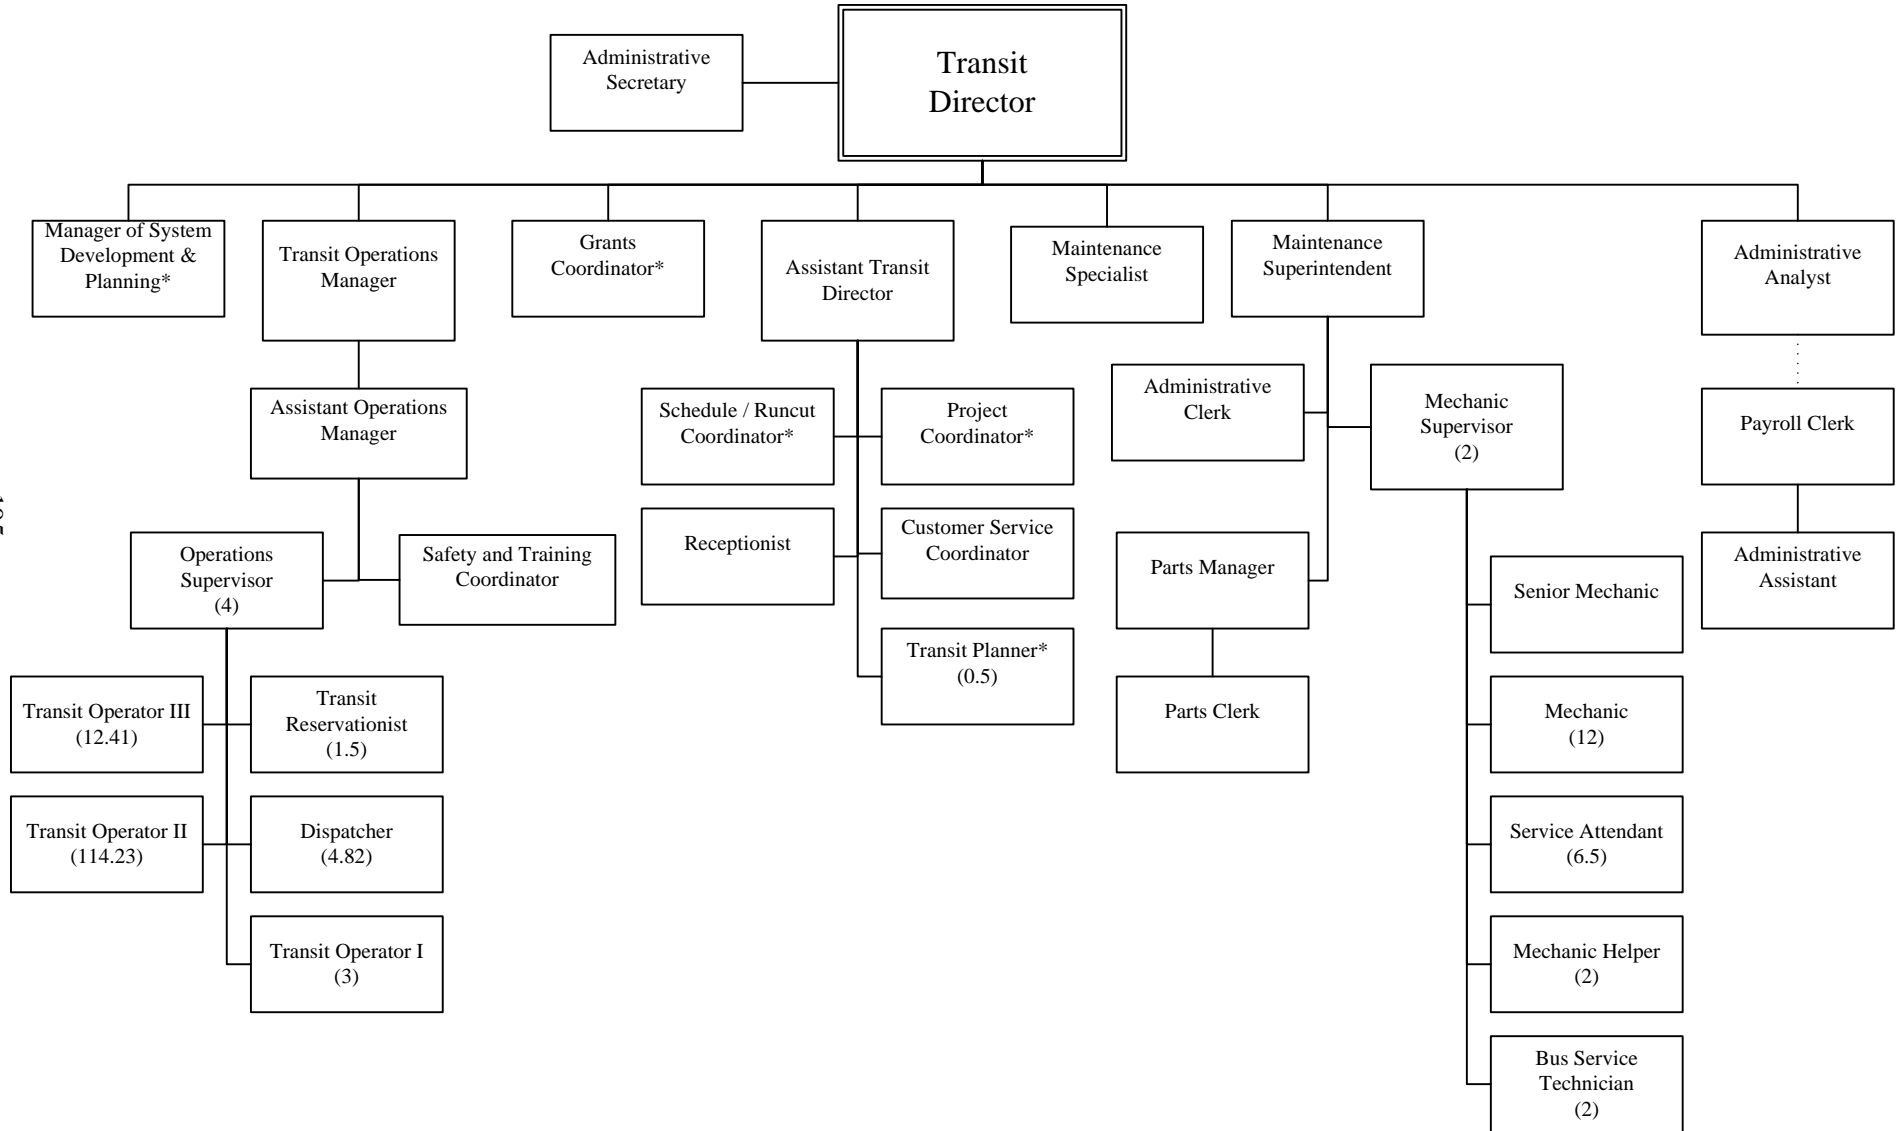 Administrative
Secretary
Transit
Director
Manager of System
Development &
Planning*
Transit Operations
Manager
Grants
Coordinator*
Assistant Transit
Director
Maintenance
Specialist
Maintenance
Superintendent
Administrative
Analyst
Assistant Operations
Manager
Schedule / Runcut
Coordinator*
Project
Coordinator*
Administrative
Clerk
Mechanic
Supervisor
(2)
Payroll Clerk
Operations
Supervisor
(4)
Safety and Training
Coordinator
Receptionist
Customer Service
Coordinator
Parts Manager
Senior Mechanic
Administrative
Assistant
Transit Operator III
(12.41)
Transit
Reservationist
(1.5)
Transit Planner*
(0.5)
Parts Clerk
Mechanic
(12)
Transit Operator II
(114.23)
Dispatcher
(4.82)
Service Attendant
(6.5)
Transit Operator I
(3)
Mechanic Helper
(2)
Bus Service
Technician
(2)